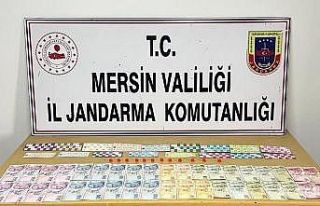 T.C.
MERSİN VALİLİĞİ
İL JANDARMA KOMUTANLIĞI